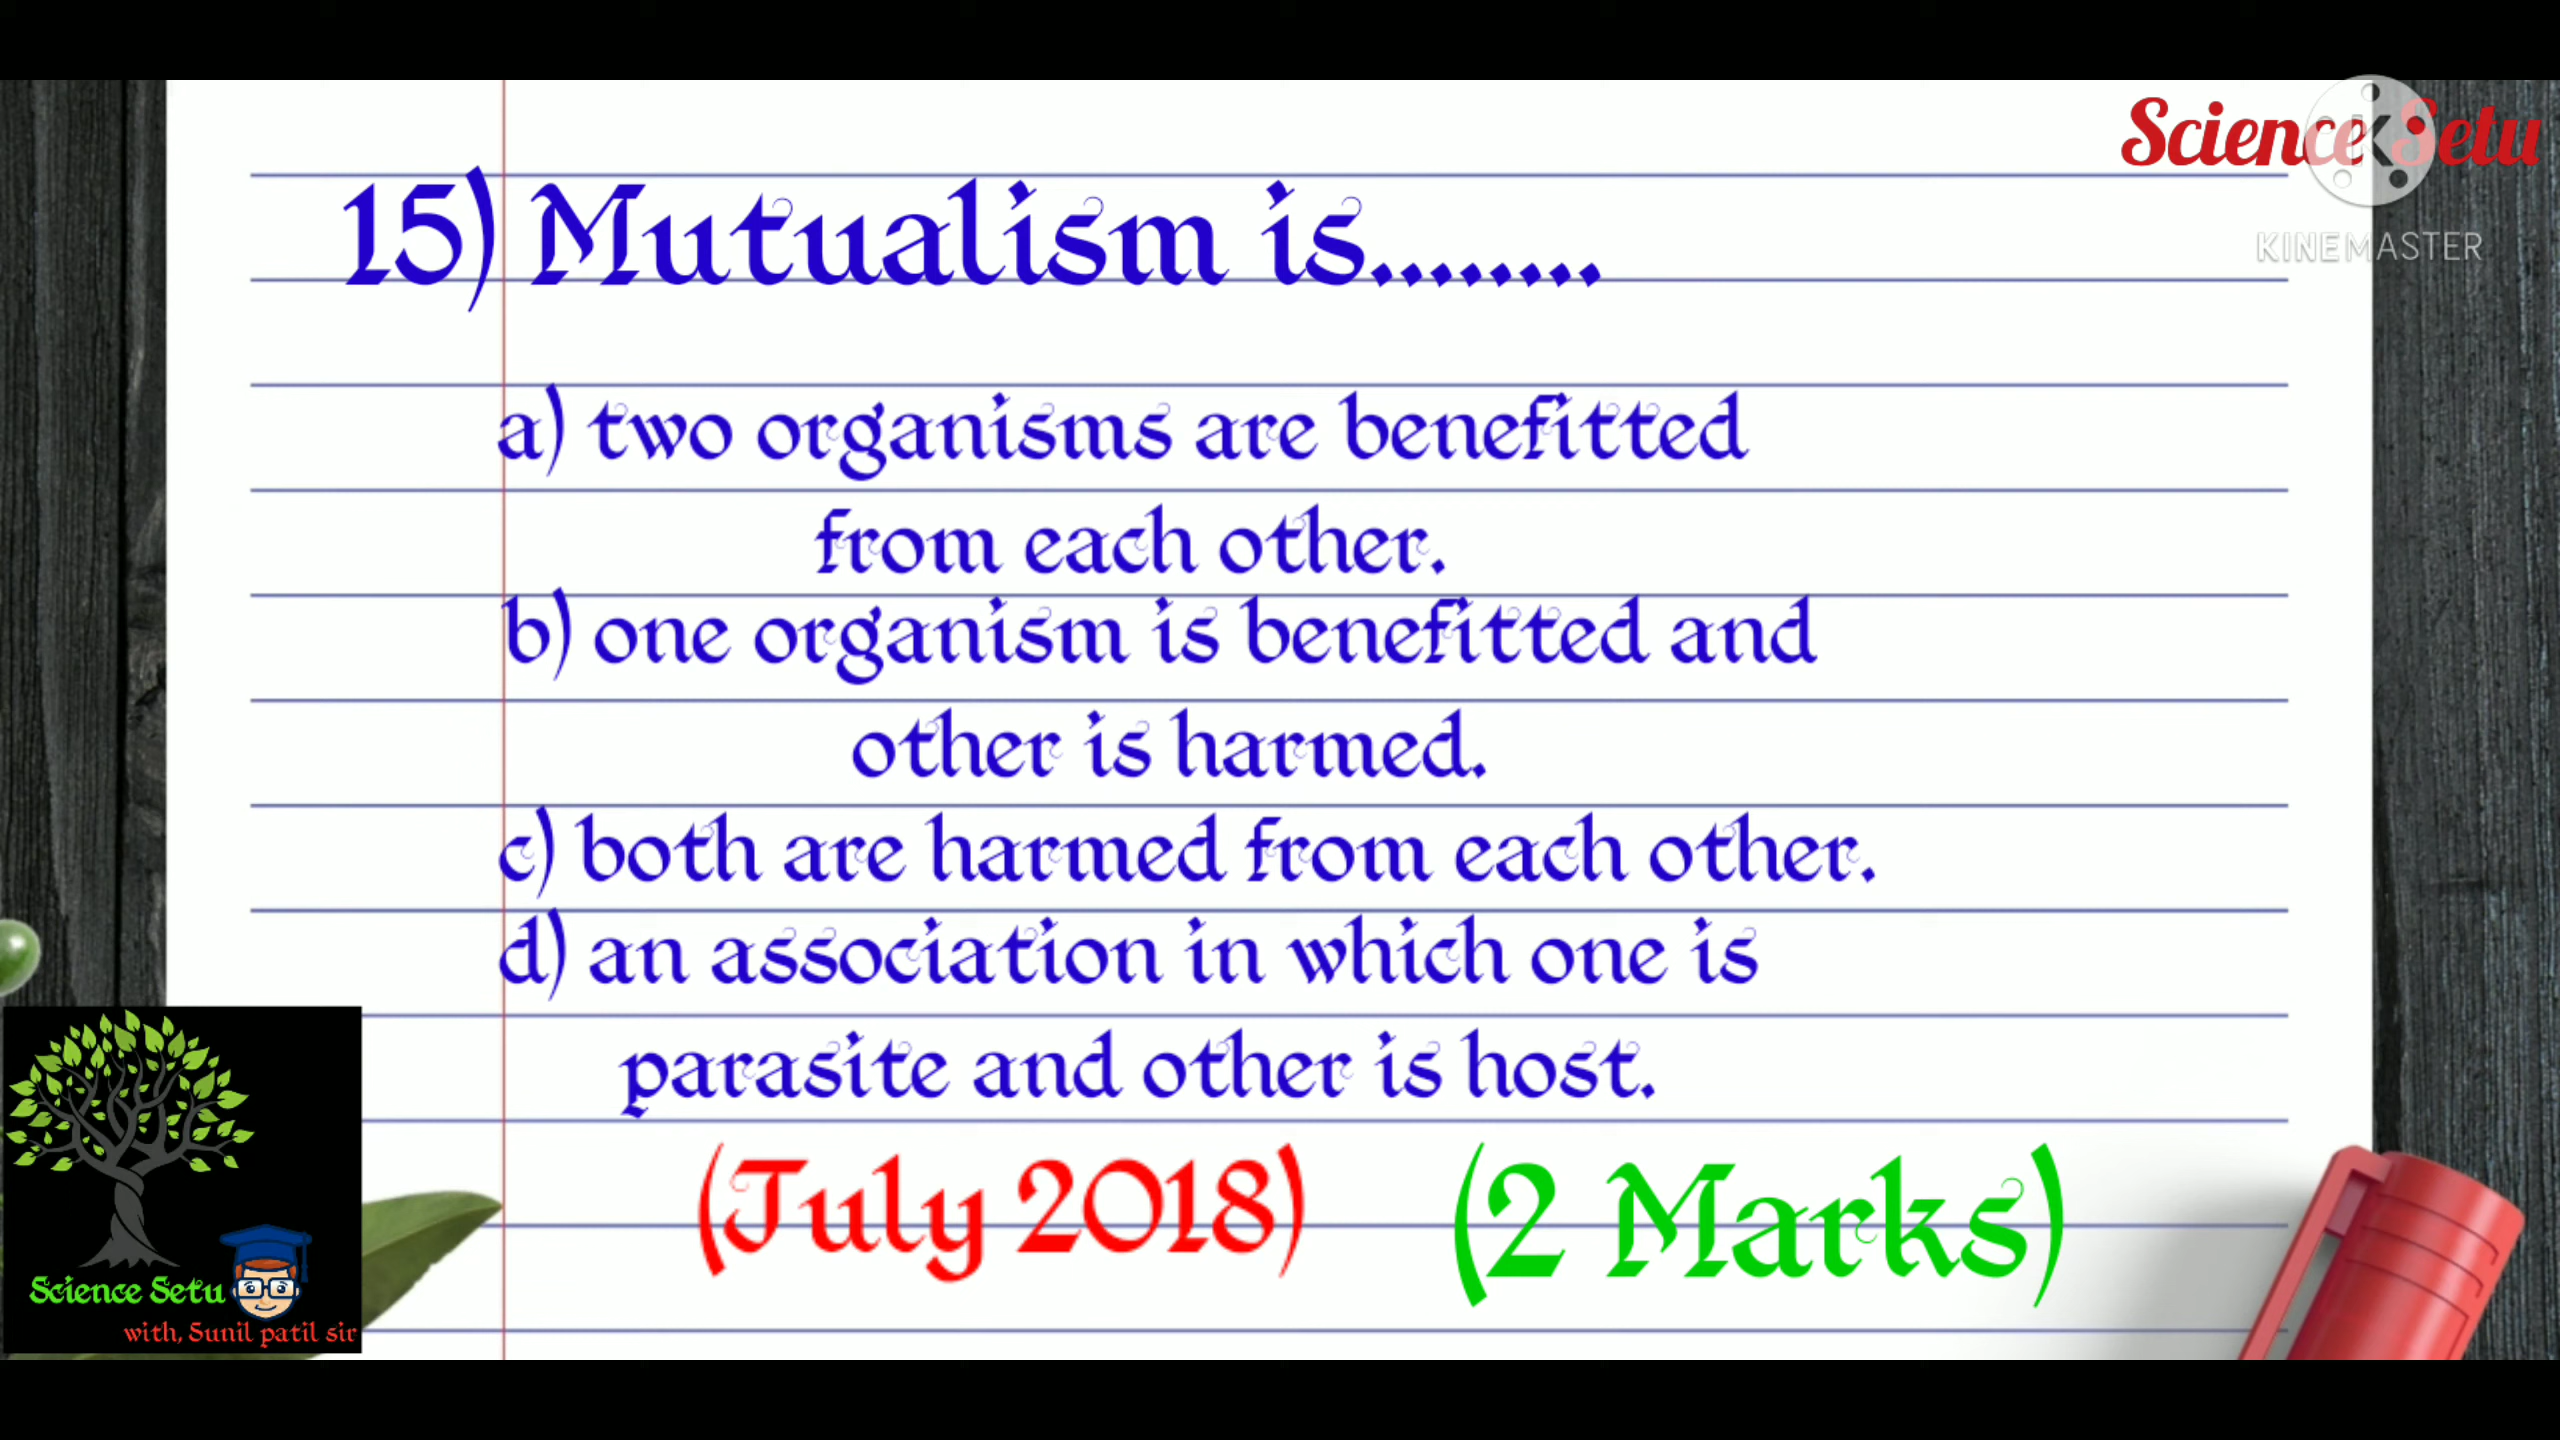 Science Setu
K
KINEMASTER
15) Mutualism is........
a) two organisms are benefitted
from each other.
b) one organism is benefitted and
other is harmed.
c) both are harmed from each other.
d) an association in which one is
parasite and other is host.
(July 2018) (2 Marks)
Science Setu
with, Sunil patil sir